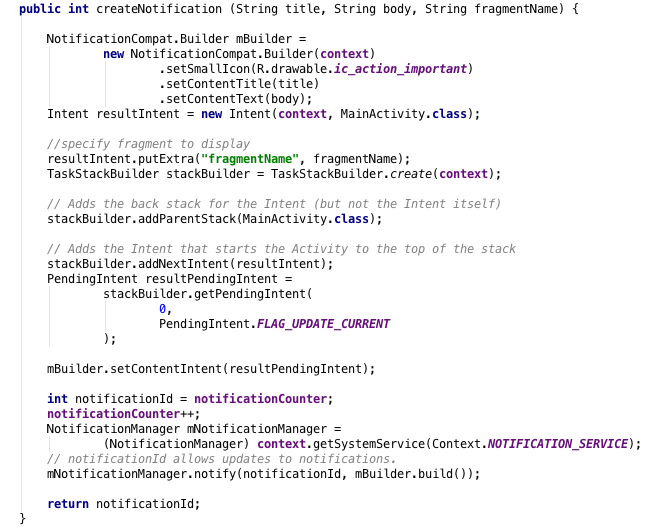 public int createNotification (String title, String body, String fragmentName) {
NotificationCompat.Builder mBuilder =
new NotificationCompat.Builder(context)
.setSmallIcon(R.drawable.ic_action_important)
.setContentTitle(title)
.setContentText(body);
Intent resultIntent = new Intent(context, MainActivity.class);
//specify fragment to display
resultIntent.putExtra("fragmentName", fragmentName);
TaskStackBuilder stackBuilder = TaskStackBuilder.create(context);
// Adds the back stack for the Intent (but not the Intent itself)
stackBuilder.addParentStack(MainActivity.class);
// Adds the Intent that starts the Activity to the top of the stack
stackBuilder.addNextIntent(resultIntent);
PendingIntent resultPendingIntent =
stackBuilder.getPendingIntent(
0,
PendingIntent.FLAG_UPDATE_CURRENT
);
mBuilder.setContentIntent(resultPendingIntent);
int notificationId = notificationCounter;
notificationCounter++;
NotificationManager mNotificationManager =
(NotificationManager) context.getSystemService(Context.NOTIFICATION_SERVICE);
// notificationId allows updates to notifications.
mNotificationManager.notify(notificationId, mBuilder.build());
return notificationId;
}